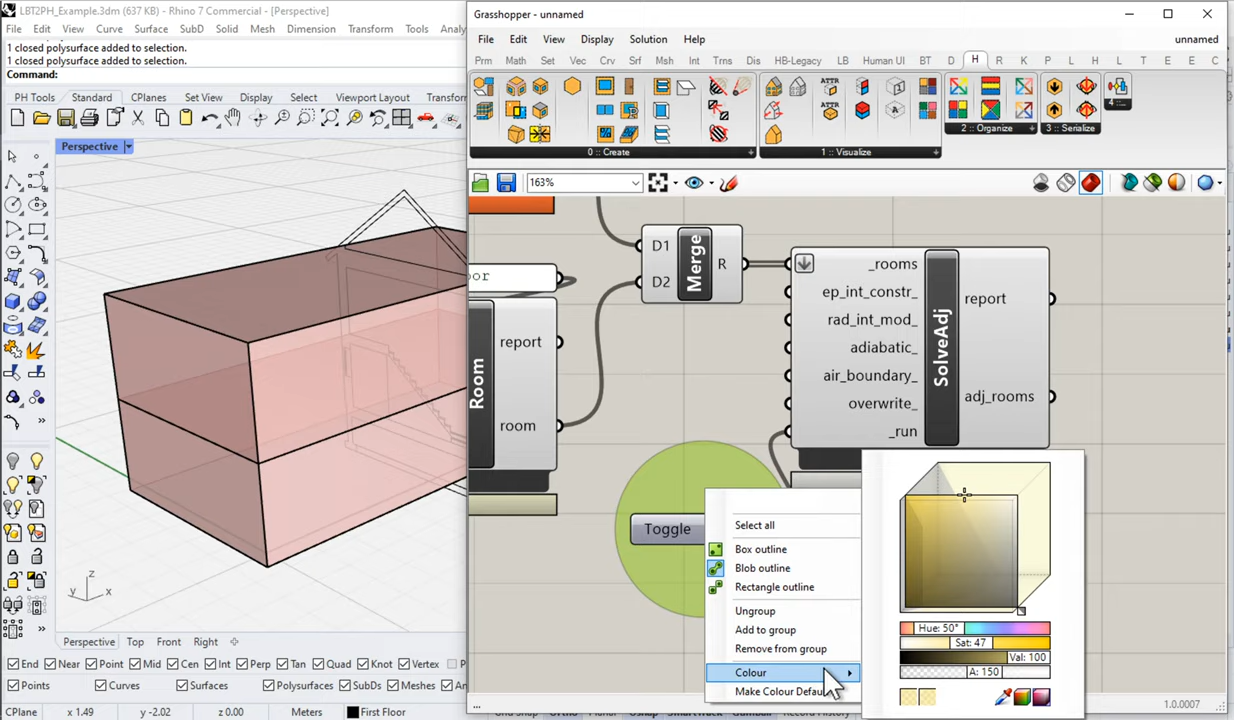 LBT2PH_Example.3dm (637 KB) - Rhino 7 Commercial - [Perspective]
File Edit View Curve Surface SubD Solid Mesh Dimension Transform Tools Analy
1 closed polysurface added to selection.
1 closed polysurface added to selection.
Command:
PH Tools Standard CPlanes Set View Display Select Viewport Layout Transfor
Perspective
z
y x
Perspective Top Front Right
End Near Point Mid Cen Int Perp Tan Quad Knot Vertex
Points Curves Surfaces Polysurfaces SubDs Meshes
CPlane x 1.49 y -2.02 z 0.00 Meters First Floor
Grasshopper - unnamed
File Edit View Display Solution Help unnamed
Prm Math Set Vec Crv Srf Msh Int Trns Dis HB-Legacy LB Human UI BT D H R K P L H L T E E C
ATTR
ATTR
0 :: Create 1 :: Visualize 2 :: Organize 3 :: Serialize 4 ::
163%
oor
report
Room
room
D1
D2
Merge
R
_rooms
ep_int_constr_
rad_int_mod_
adiabatic_
air_boundary_
overwrite_
_run
SolveAdj
report
adj_rooms
Toggle
Select all
Box outline
Blob outline
Rectangle outline
Ungroup
Add to group
Remove from group
Colour
Make Colour Defau
Hue: 50°
Sat: 47
Val: 100
A: 150
...
1.0.0007